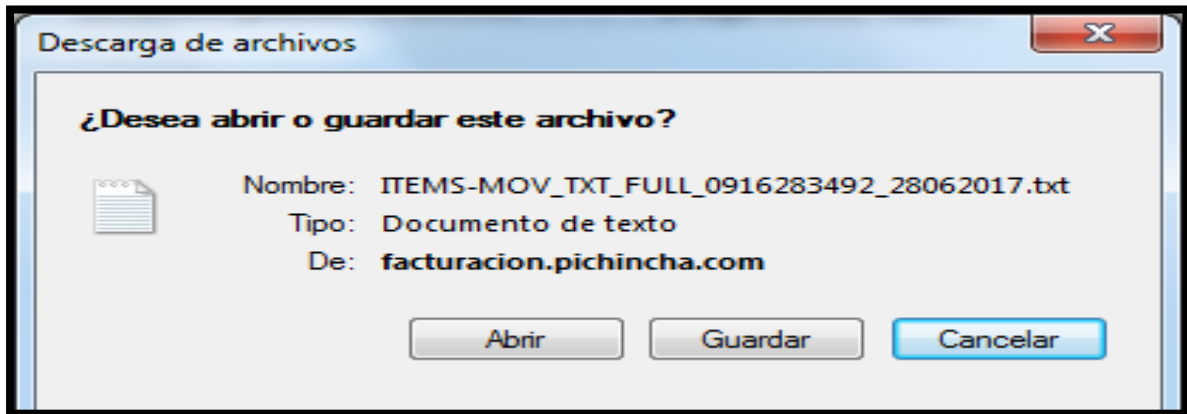 Descarga de archivos
¿Desea abrir o guardar este archivo?
Nombre: ITEMS-MOV_TXT_FULL_0916283492_28062017.txt
Tipo: Documento de texto
De: facturacion.pichincha.com
Abrir Guardar Cancelar